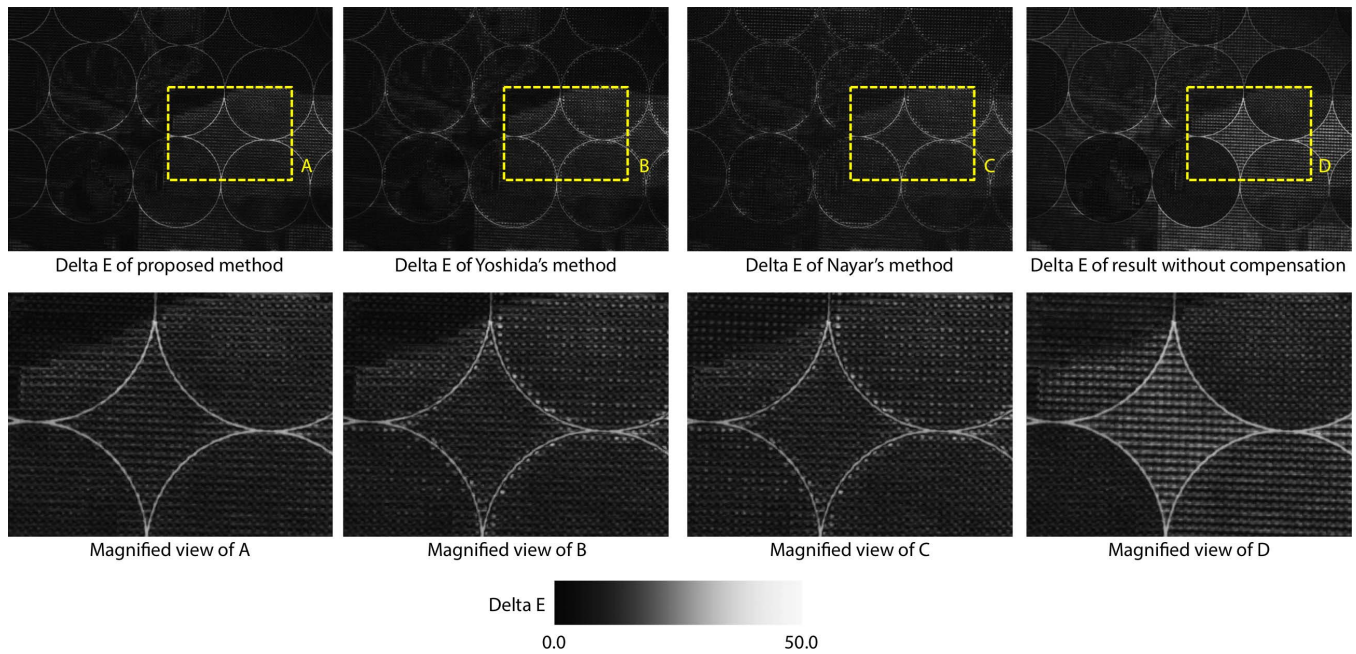 A
B
C
D
Delta E of proposed method
Delta E of Yoshida's method
Delta E of Nayar's method
Delta E of result without compensation
Magnified view of A
Magnified view of B
Magnified view of C
Magnified view of D
Delta E
0.0
50.0